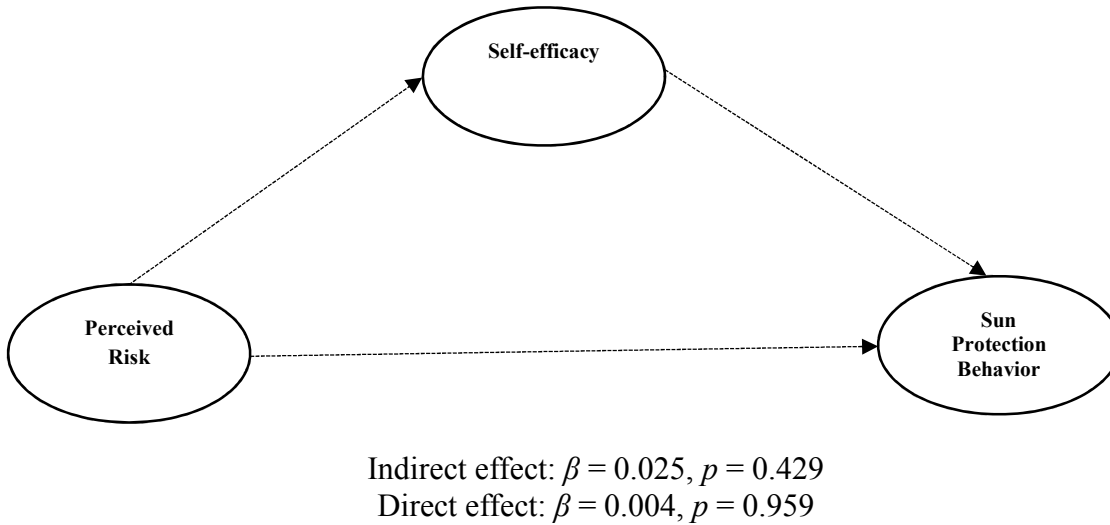 Self-efficacy
Perceived
Risk
Sun
Protection
Behavior
Indirect effect: β = 0.025, p = 0.429
Direct effect: β = 0.004, p = 0.959